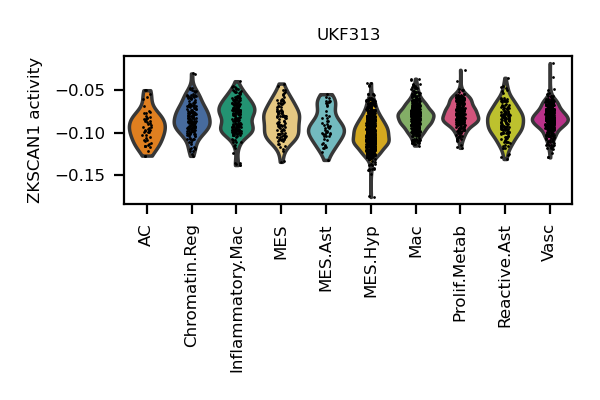 UKF313
ZKSCAN1 activity
−0.05
−0.10
−0.15
AC
Chromatin.Reg
Inflammatory.Mac
MES
MES.Ast
MES.Hyp
Mac
Prolif.Metab
Reactive.Ast
Vasc